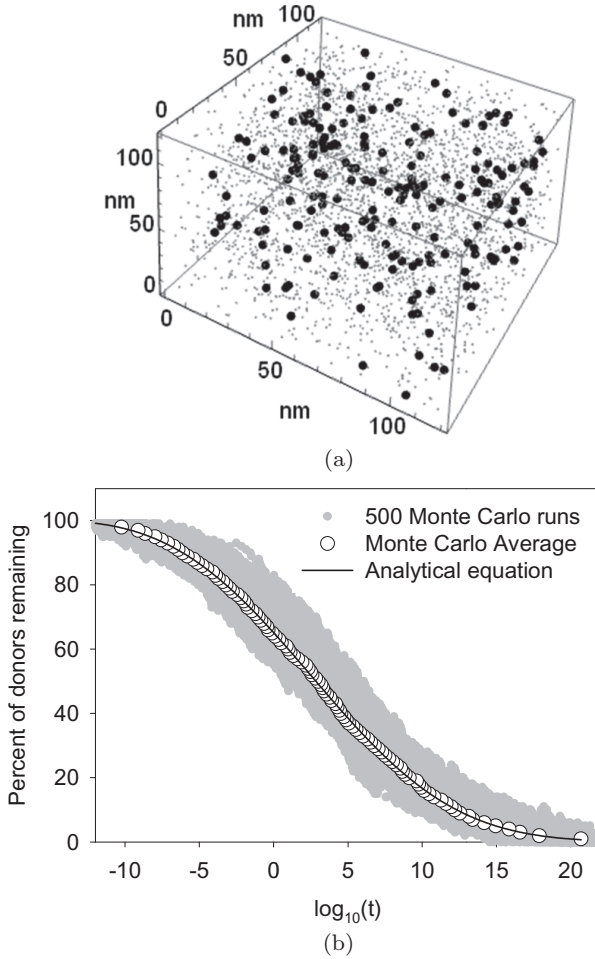 nm 100
50
0
100
nm
50
0
0
50
nm
100
(a)
Percent of donors remaining
100
80
60
40
20
0
500 Monte Carlo runs
Monte Carlo Average
Analytical equation
-10 -5 0 5 10 15 20
log10(t)
(b)